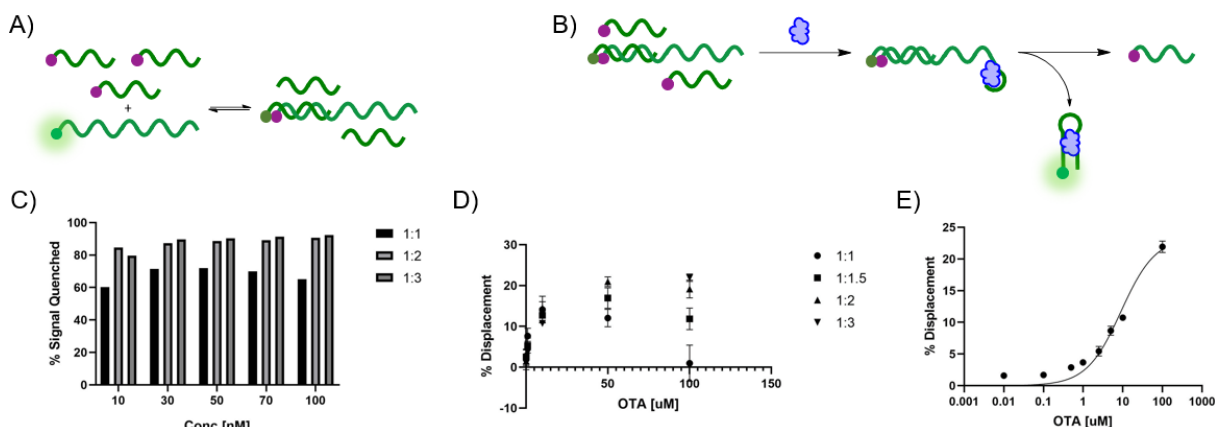 A)
B)
+
C)
100
80
60
40
20
0
% Signal Quenched
10 30 50 70 100
Conc [nM]
1:1
1:2
1:3
D)
30
20
10
0
-10
% Displacement
50 100 150
OTA [uM]
1:1
1:1.5
1:2
1:3
E)
25
20
15
10
5
0
% Displacement
0.001 0.01 0.1 1 10 100 1000
OTA [uM]